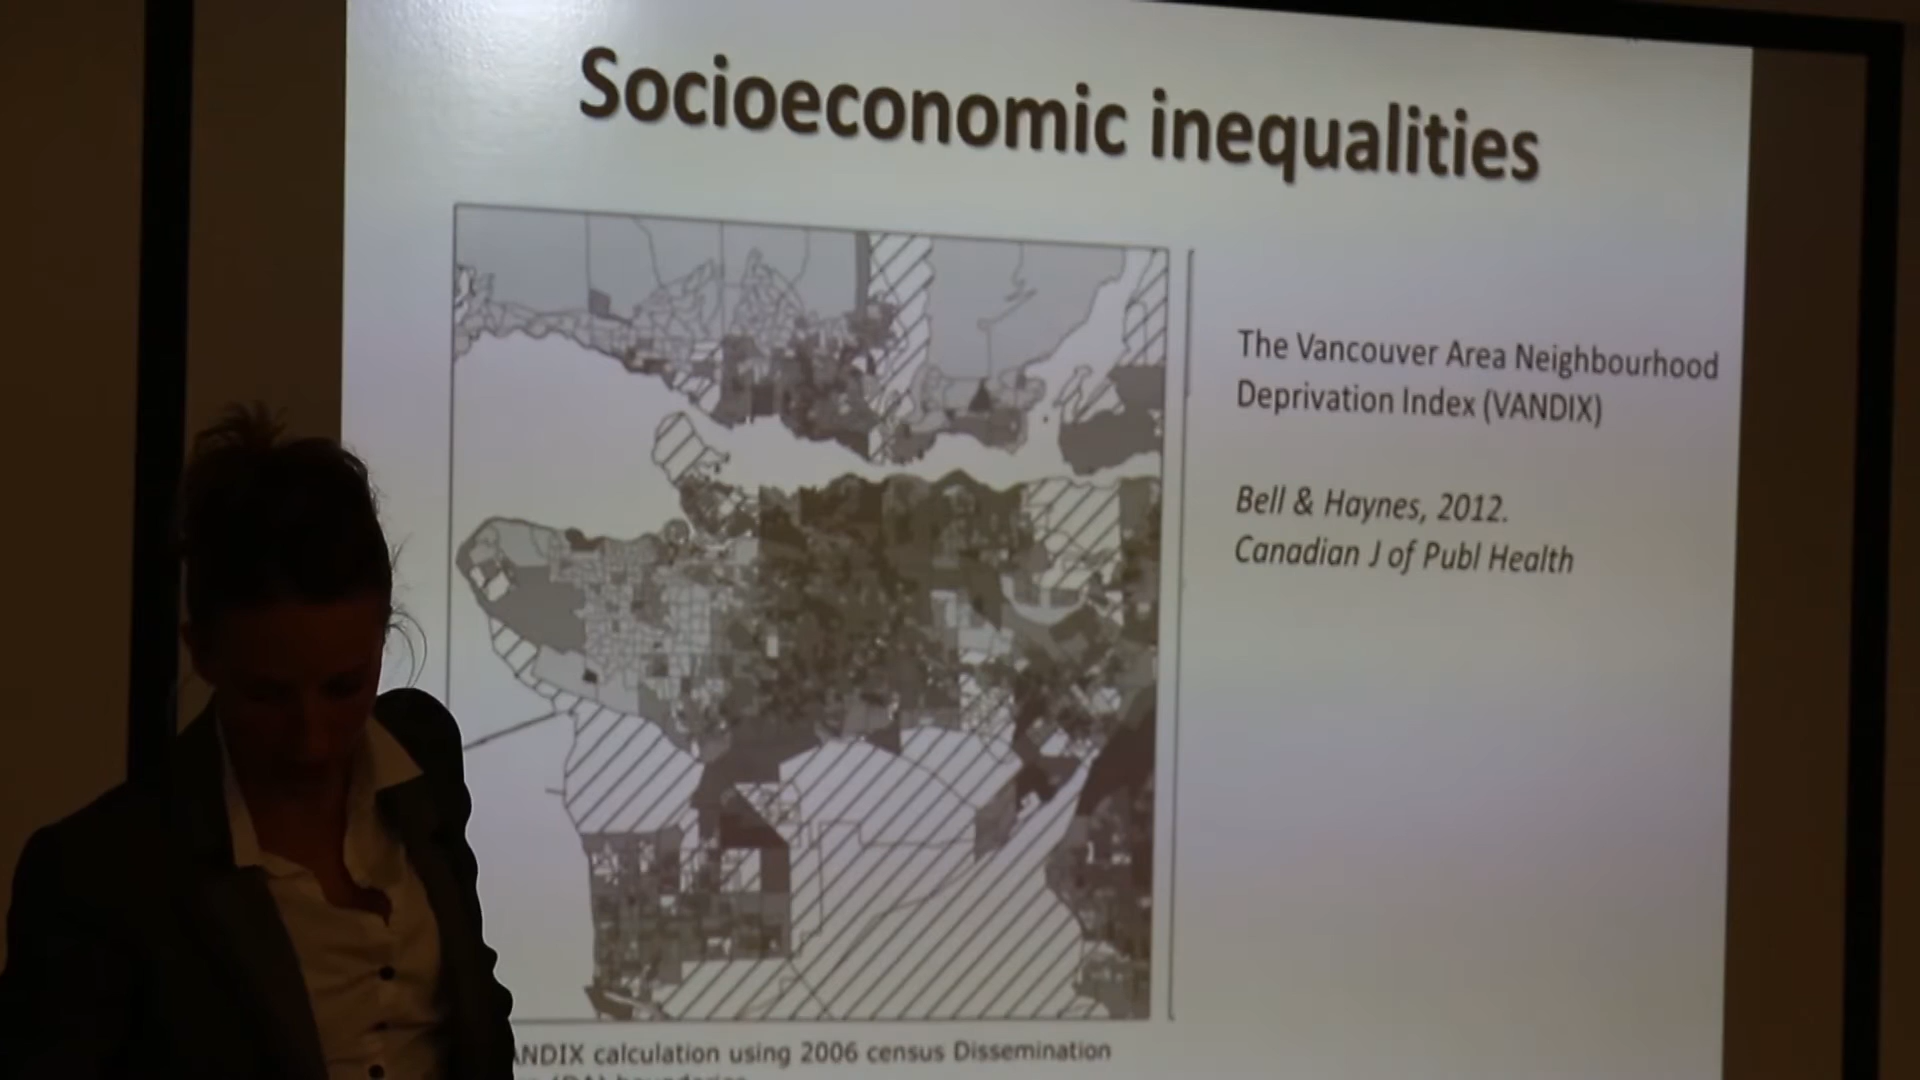 Socioeconomic inequalities
The Vancouver Area Neighbourhood
Deprivation Index (VANDIX)
Bell & Haynes, 2012.
Canadian J of Publ Health
ANDIX calculation using 2006 census Dissemination